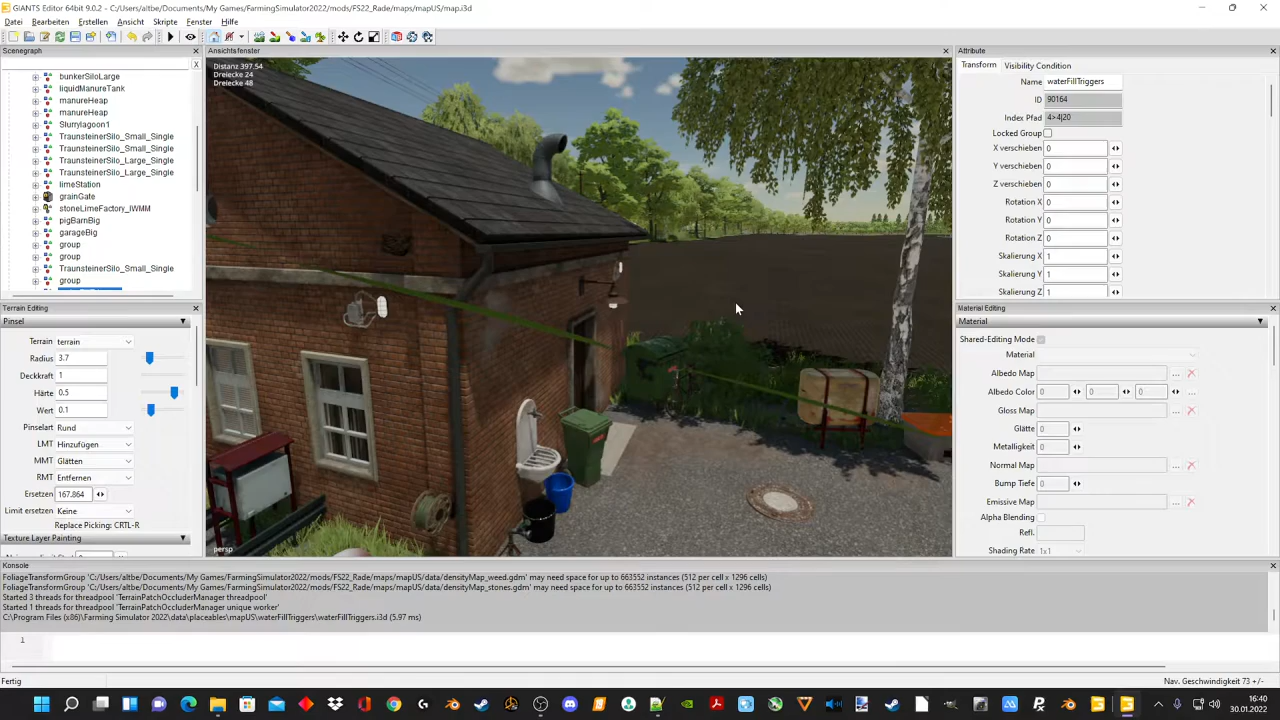 GIANTS Editor 64bit 9.0.2 - C:/Users/altbe/Documents/My Games/FarmingSimulator2022/mods/FS22_Rade/maps/mapUS/map.i3d
Datei Bearbeiten Erstellen Ansicht Skripte Fenster Hilfe
Scenegraph
X
bunkerSiloLarge
liquidManureTank
manureHeap
manureHeap
Slurrylagoon1
TraunsteinerSilo_Small_Single
TraunsteinerSilo_Small_Single
TraunsteinerSilo_Large_Single
TraunsteinerSilo_Large_Single
limeStation
grainGate
stoneLimeFactory_IWMM
pigBarnBig
garageBig
group
group
TraunsteinerSilo_Small_Single
group
Terrain Editing
Pinsel
Terrain terrain
Radius 3.7
Deckkraft 1
Härte 0.5
Wert 0.1
Pinselart Rund
LMT Hinzufügen
MMT Glätten
RMT Entfernen
Ersetzen 167.864
Limit ersetzen Keine
Replace Picking: CRTL-R
Texture Layer Painting
Ansichtsfenster
Distanz 397.54
Dreiecke 24
Dreiecke 48
persp
Attribute
Transform Visibility Condition
Name waterFillTriggers
ID 90164
Index Pfad 4>4|20
Locked Group
X verschieben 0
Y verschieben 0
Z verschieben 0
Rotation X 0
Rotation Y 0
Rotation Z 0
Skalierung X 1
Skalierung Y 1
Skalierung Z 1
Material Editing
Material
Shared-Editing Mode
Material
Albedo Map ...
Albedo Color 0 0 0 ...
Gloss Map ...
Glätte 0
Metalligkeit 0
Normal Map ...
Bump Tiefe 0
Emissive Map ...
Alpha Blending
Refl.
Shading Rate 1x1
Konsole
FoliageTransformGroup 'C:/Users/altbe/Documents/My Games/FarmingSimulator2022/mods/FS22_Rade/maps/mapUS/data/densityMap_weed.gdm' may need space for up to 663552 instances (512 per cell x 1296 cells)
FoliageTransformGroup 'C:/Users/altbe/Documents/My Games/FarmingSimulator2022/mods/FS22_Rade/maps/mapUS/data/densityMap_stones.gdm' may need space for up to 663552 instances (512 per cell x 1296 cells)
Started 3 threads for threadpool 'TerrainPatchOccluderManager threadpool'
Started 1 threads for threadpool 'TerrainPatchOccluderManager unique worker'
C:\Program Files (x86)\Farming Simulator 2022\data\placeables\mapUS\waterFillTriggers\waterFillTriggers.i3d (5.97 ms)
1
Fertig
Nav. Geschwindigkeit 73 +/-
16:40
30.01.2022